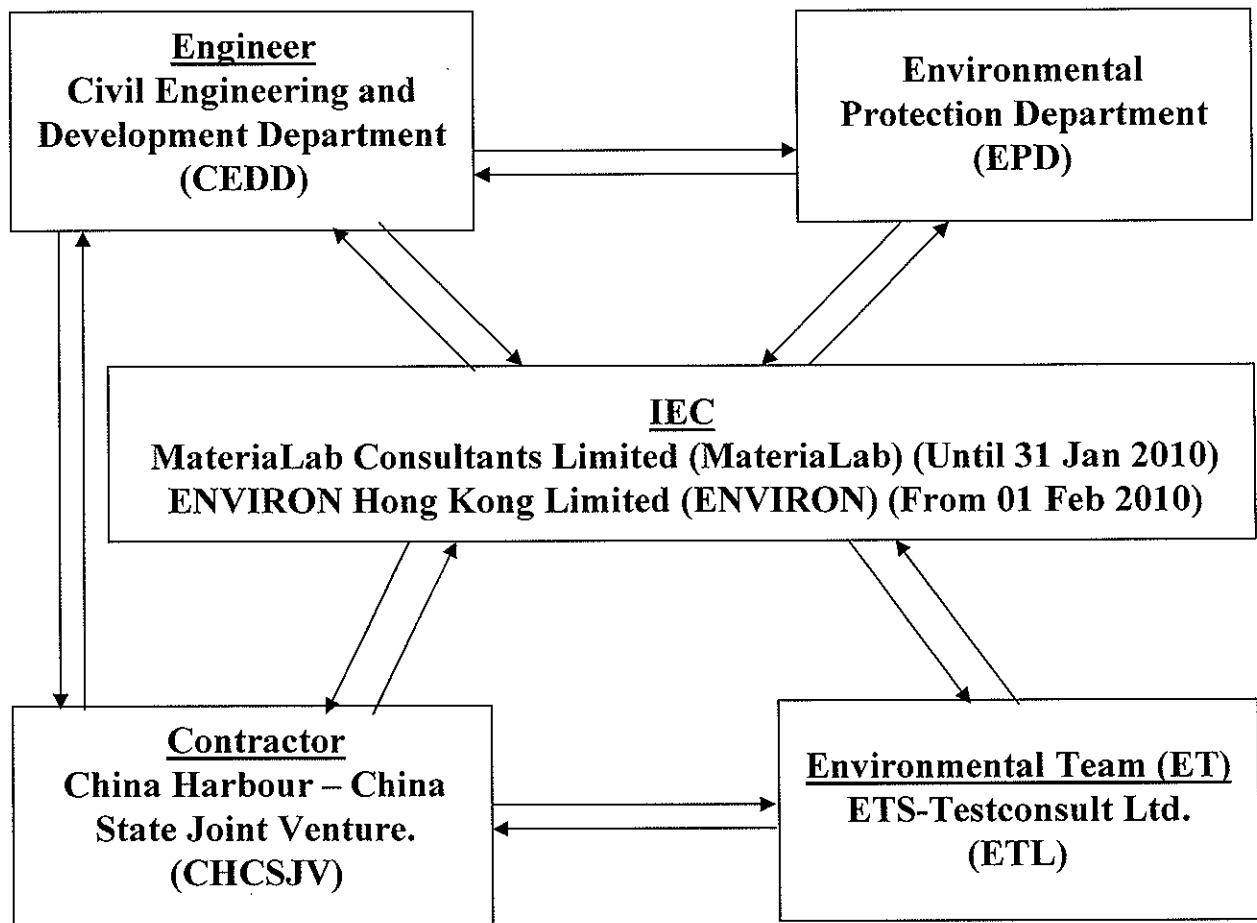 Engineer
Civil Engineering and
Development Department
(CEDD)
Environmental
Protection Department
(EPD)
IEC
MateriaLab Consultants Limited (MateriaLab) (Until 31 Jan 2010)
ENVIRON Hong Kong Limited (ENVIRON) (From 01 Feb 2010)
Contractor
China Harbour – China
State Joint Venture.
(CHCSJV)
Environmental Team (ET)
ETS-Testconsult Ltd.
(ETL)